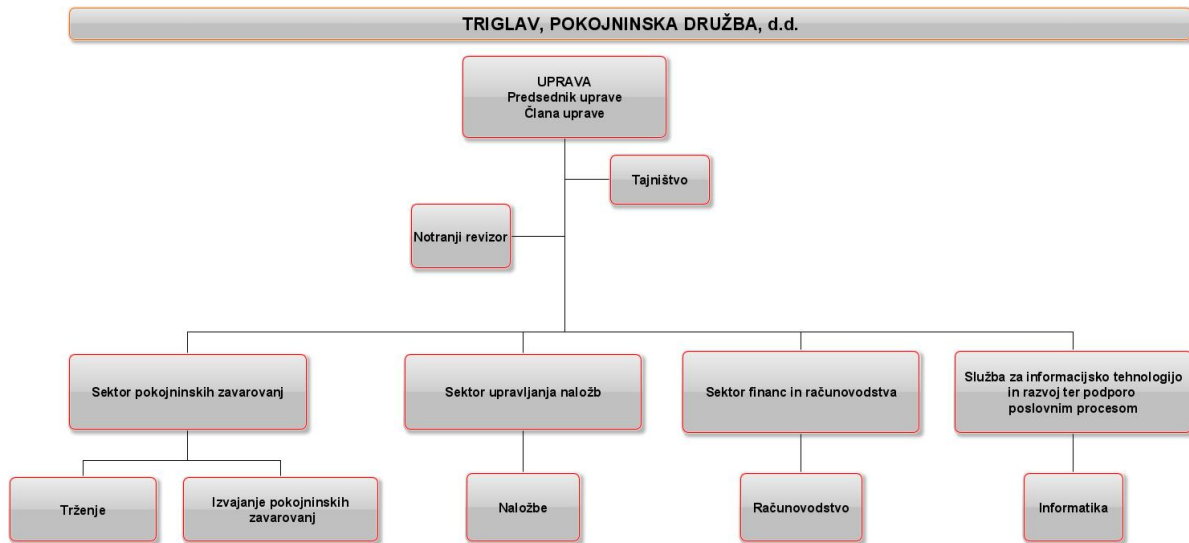 TRIGLAV, POKOJNINSKA DRUŽBA, d.d.
UPRAVA
Predsednik uprave
Člana uprave
Tajništvo
Notranji revizor
Sektor pokojninskih zavarovanj
Sektor upravljanja naložb
Sektor financ in računovodstva
Služba za informacijsko tehnologijo
in razvoj ter podporo
poslovnim procesom
Trženje
Izvajanje pokojninskih
zavarovanj
Naložbe
Računovodstvo
Informatika